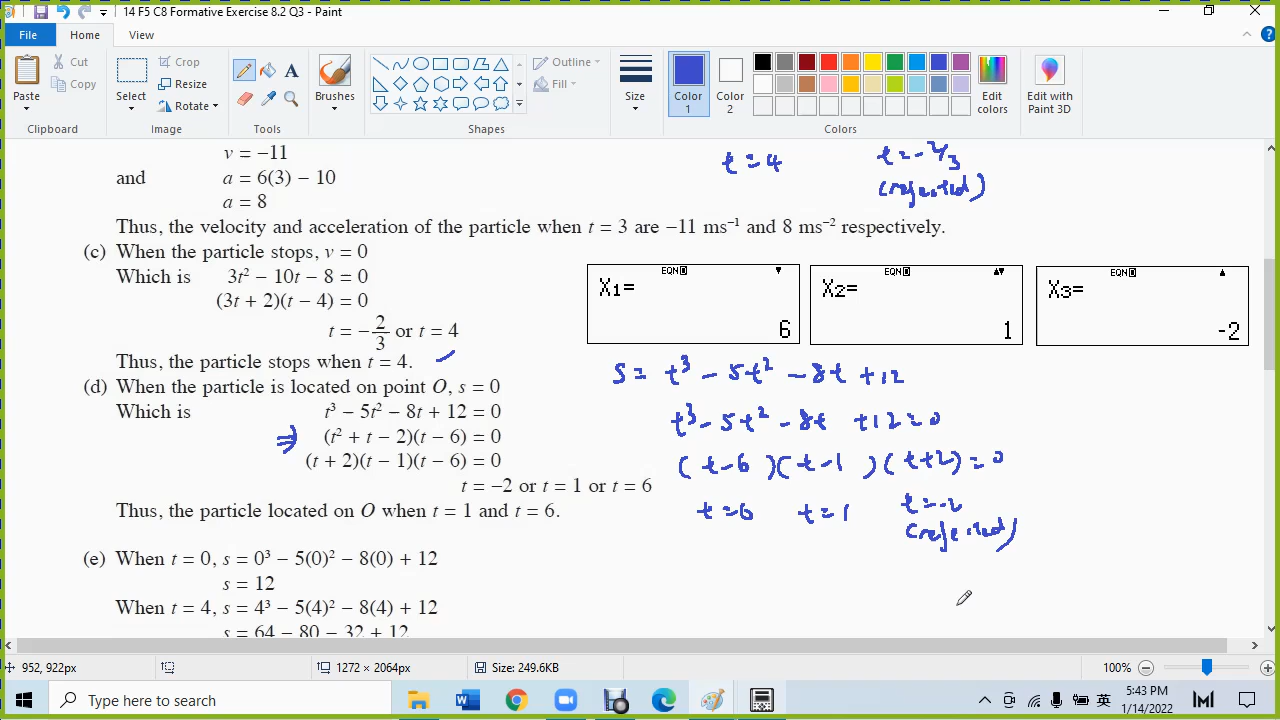 14 F5 C8 Formative Exercise 8.2 Q3 - Paint
File Home View
Paste
Cut
Copy
Clipboard
Select
Crop
Resize
Rotate
Image
A
Tools
Brushes
Outline
Fill
Shapes
Size
Color 1
Color 2
Edit colors
Colors
Edit with Paint 3D
v = −11
and a = 6(3) − 10
a = 8
Thus, the velocity and acceleration of the particle when t = 3 are −11 ms⁻¹ and 8 ms⁻² respectively.
t = 4
t = -2/3
(rejected)
(c) When the particle stops, v = 0
Which is 3t² − 10t − 8 = 0
(3t + 2)(t − 4) = 0
t = −2/3 or t = 4
Thus, the particle stops when t = 4.
(d) When the particle is located on point O, s = 0
Which is t³ − 5t² − 8t + 12 = 0
⇒ (t² + t − 2)(t − 6) = 0
(t + 2)(t − 1)(t − 6) = 0
t = −2 or t = 1 or t = 6
Thus, the particle located on O when t = 1 and t = 6.
(e) When t = 0, s = 0³ − 5(0)² − 8(0) + 12
s = 12
When t = 4, s = 4³ − 5(4)² − 8(4) + 12
s = 64 − 80 − 32 + 12
EQN
X₁=
6
EQN
X₂=
1
EQN
X₃=
-2
s = t³ - 5t² - 8t + 12
t³ - 5t² - 8t + 12 = 0
(t-6)(t-1)(t+2) = 0
t = 6 t = 1 t = -2
(rejected)
952, 922px
1272 × 2064px
Size: 249.6KB
100%
Type here to search
英
5:43 PM
1/14/2022